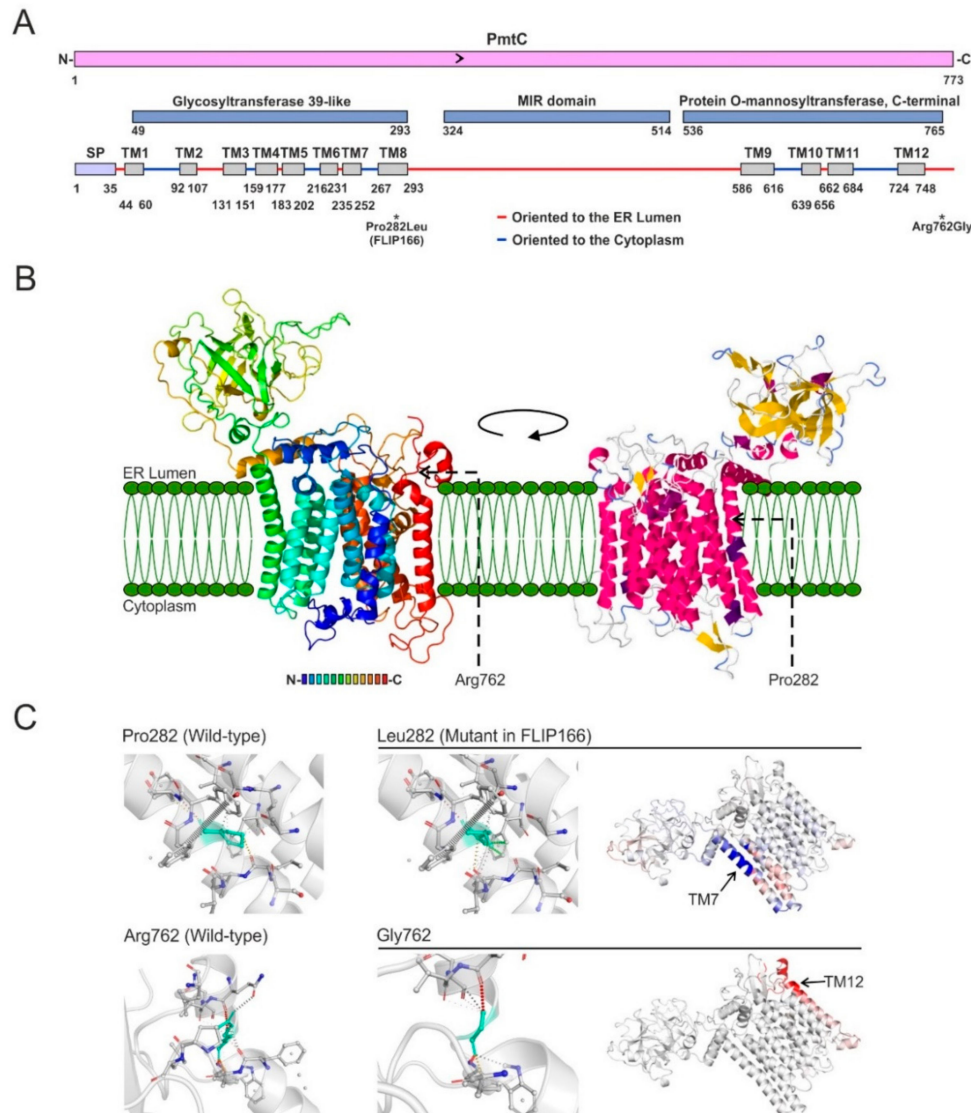 A
PmtC
N-
-C
1
773
Glycosyltransferase 39-like
MIR domain
Protein O-mannosyltransferase, C-terminal
49
293
324
514
536
765
SP
TM1
TM2
TM3
TM4
TM5
TM6
TM7
TM8
TM9
TM10
TM11
TM12
1
35
92
107
159
177
216
231
267
293
586
616
662
684
724
748
44
60
131
151
183
202
235
252
639
656
*
Pro282Leu
(FLIP166)
Oriented to the ER Lumen
Oriented to the Cytoplasm
*
Arg762Gly
B
ER Lumen
Cytoplasm
N-
-C
Arg762
Pro282
C
Pro282 (Wild-type)
Leu282 (Mutant in FLIP166)
TM7
Arg762 (Wild-type)
Gly762
TM12